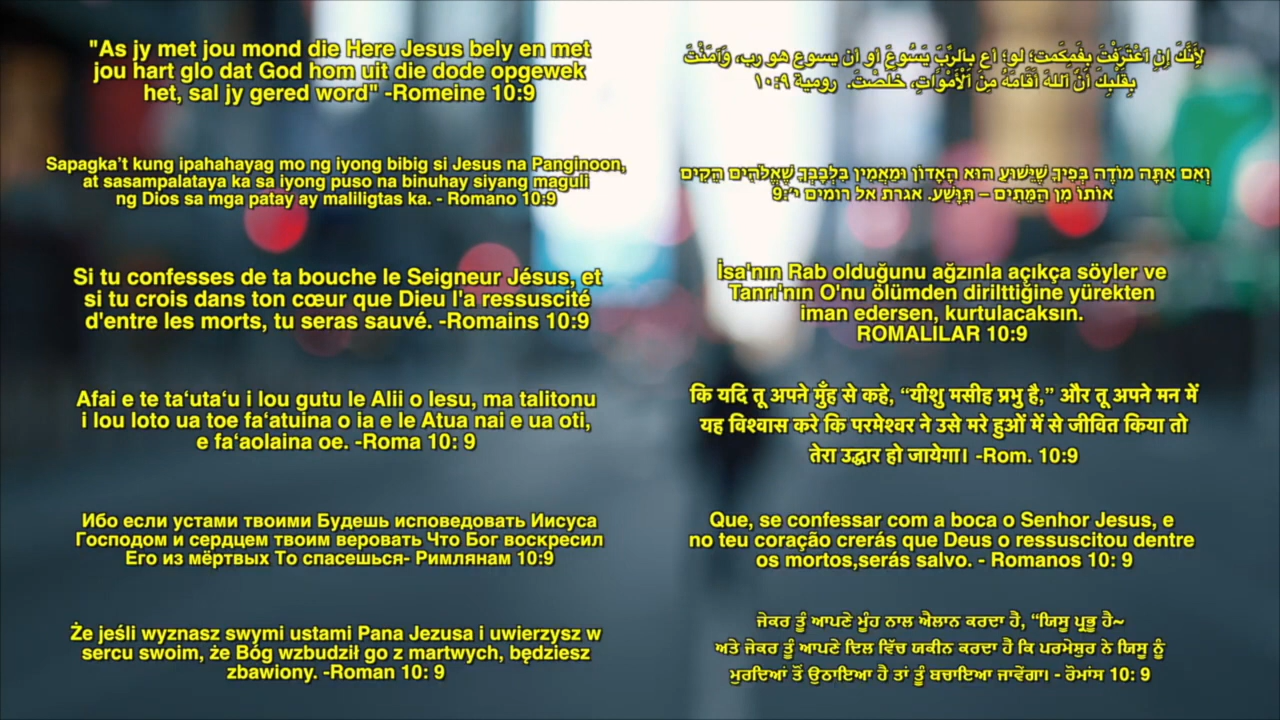 "As jy met jou mond die Here Jesus bely en met
jou hart glo dat God hom uit die dode opgewek
het, sal jy gered word" -Romeine 10:9
Sapagka’t kung ipahahayag mo ng iyong bibig si Jesus na Panginoon,
at sasampalataya ka sa iyong puso na binuhay siyang maguli
ng Dios sa mga patay ay maliligtas ka. - Romano 10:9
Si tu confesses de ta bouche le Seigneur Jésus, et
si tu crois dans ton cœur que Dieu l'a ressuscité
d'entre les morts, tu seras sauvé. -Romains 10:9
Afai e te ta‘uta‘u i lou gutu le Alii o Iesu, ma talitonu
i lou loto ua toe fa‘atuina o ia e le Atua nai e ua oti,
e fa‘aolaina oe. -Roma 10: 9
Ибо если устами твоими Будешь исповедовать Иисуса
Господом и сердцем твоим веровать Что Бог воскресил
Его из мёртвых То спасешься- Римлянам 10:9
Że jeśli wyznasz swymi ustami Pana Jezusa i uwierzysz w
sercu swoim, że Bóg wzbudził go z martwych, będziesz
zbawiony. -Roman 10: 9
لِأَنَّكَ إِنِ ٱعْتَرَفْتَ بِفَمِكَ بِٱلرَّبِّ يَسُوعَ أو أن يسوع هو رب، وَآمَنْتَ
بِقَلْبِكَ أَنَّ ٱللهَ أَقَامَهُ مِنَ ٱلْأَمْوَاتِ، خَلَصْتَ. رومية ١٠:٩
וְאִם אַתָּה מוֹדֶה בְּפִיךָ שֶׁיֵּשׁוּעַ הוּא הָאָדוֹן וּמַאֲמִין בִּלְבָבְךָ שֶׁאֱלֹהִים הֵקִים
אוֹתוֹ מִן הַמֵּתִים – תִּוָּשַׁע. אגרת אל רומים י׳:9
İsa'nın Rab olduğunu ağzınla açıkça söyler ve
Tanrı'nın O'nu ölümden dirilttiğine yürekten
iman edersen, kurtulacaksın.
ROMALILAR 10:9
कि यदि तू अपने मुँह से कहे, “यीशु मसीह प्रभु है,” और तू अपने मन में
यह विश्वास करे कि परमेश्वर ने उसे मरे हुओं में से जीवित किया तो
तेरा उद्धार हो जायेगा। -Rom. 10:9
Que, se confessar com a boca o Senhor Jesus, e
no teu coração crerás que Deus o ressuscitou dentre
os mortos,serás salvo. - Romanos 10: 9
ਜੇਕਰ ਤੂੰ ਆਪਣੇ ਮੂੰਹ ਨਾਲ ਐਲਾਨ ਕਰਦਾ ਹੈਂ, “ਯਿਸੂ ਪ੍ਰਭੂ ਹੈ~
ਅਤੇ ਜੇਕਰ ਤੂੰ ਆਪਣੇ ਦਿਲ ਵਿੱਚ ਯਕੀਨ ਕਰਦਾ ਹੈਂ ਕਿ ਪਰਮੇਸ਼ੁਰ ਨੇ ਯਿਸੂ ਨੂੰ
ਮੁਰਦਿਆਂ ਤੋਂ ਉਠਾਇਆ ਹੈ ਤਾਂ ਤੂੰ ਬਚਾਇਆ ਜਾਵੇਂਗਾ। - ਰੋਮਾਂਸ 10: 9